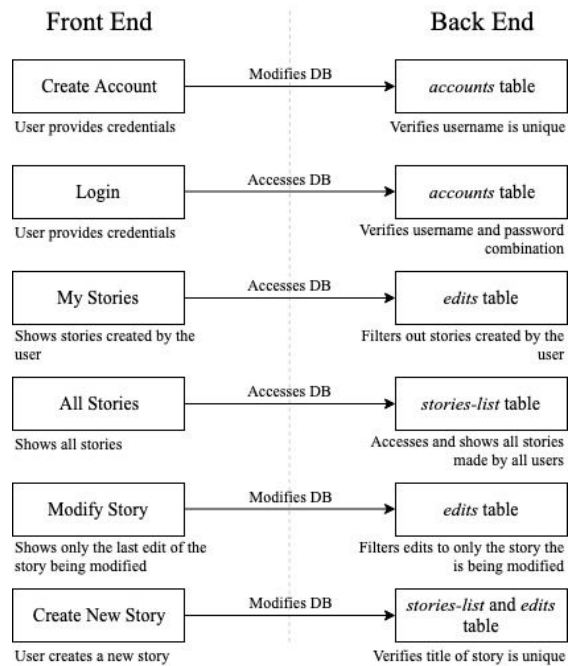 Front End
Back End
Create Account
Modifies DB
accounts table
User provides credentials
Verifies username is unique
Login
Accesses DB
accounts table
User provides credentials
Verifies username and password
combination
My Stories
Accesses DB
edits table
Shows stories created by the
user
Filters out stories created by the
user
All Stories
Accesses DB
stories-list table
Shows all stories
Accesses and shows all stories
made by all users
Modify Story
Modifies DB
edits table
Shows only the last edit of the
story being modified
Filters edits to only the story the
is being modified
Create New Story
Modifies DB
stories-list and edits
table
User creates a new story
Verifies title of story is unique